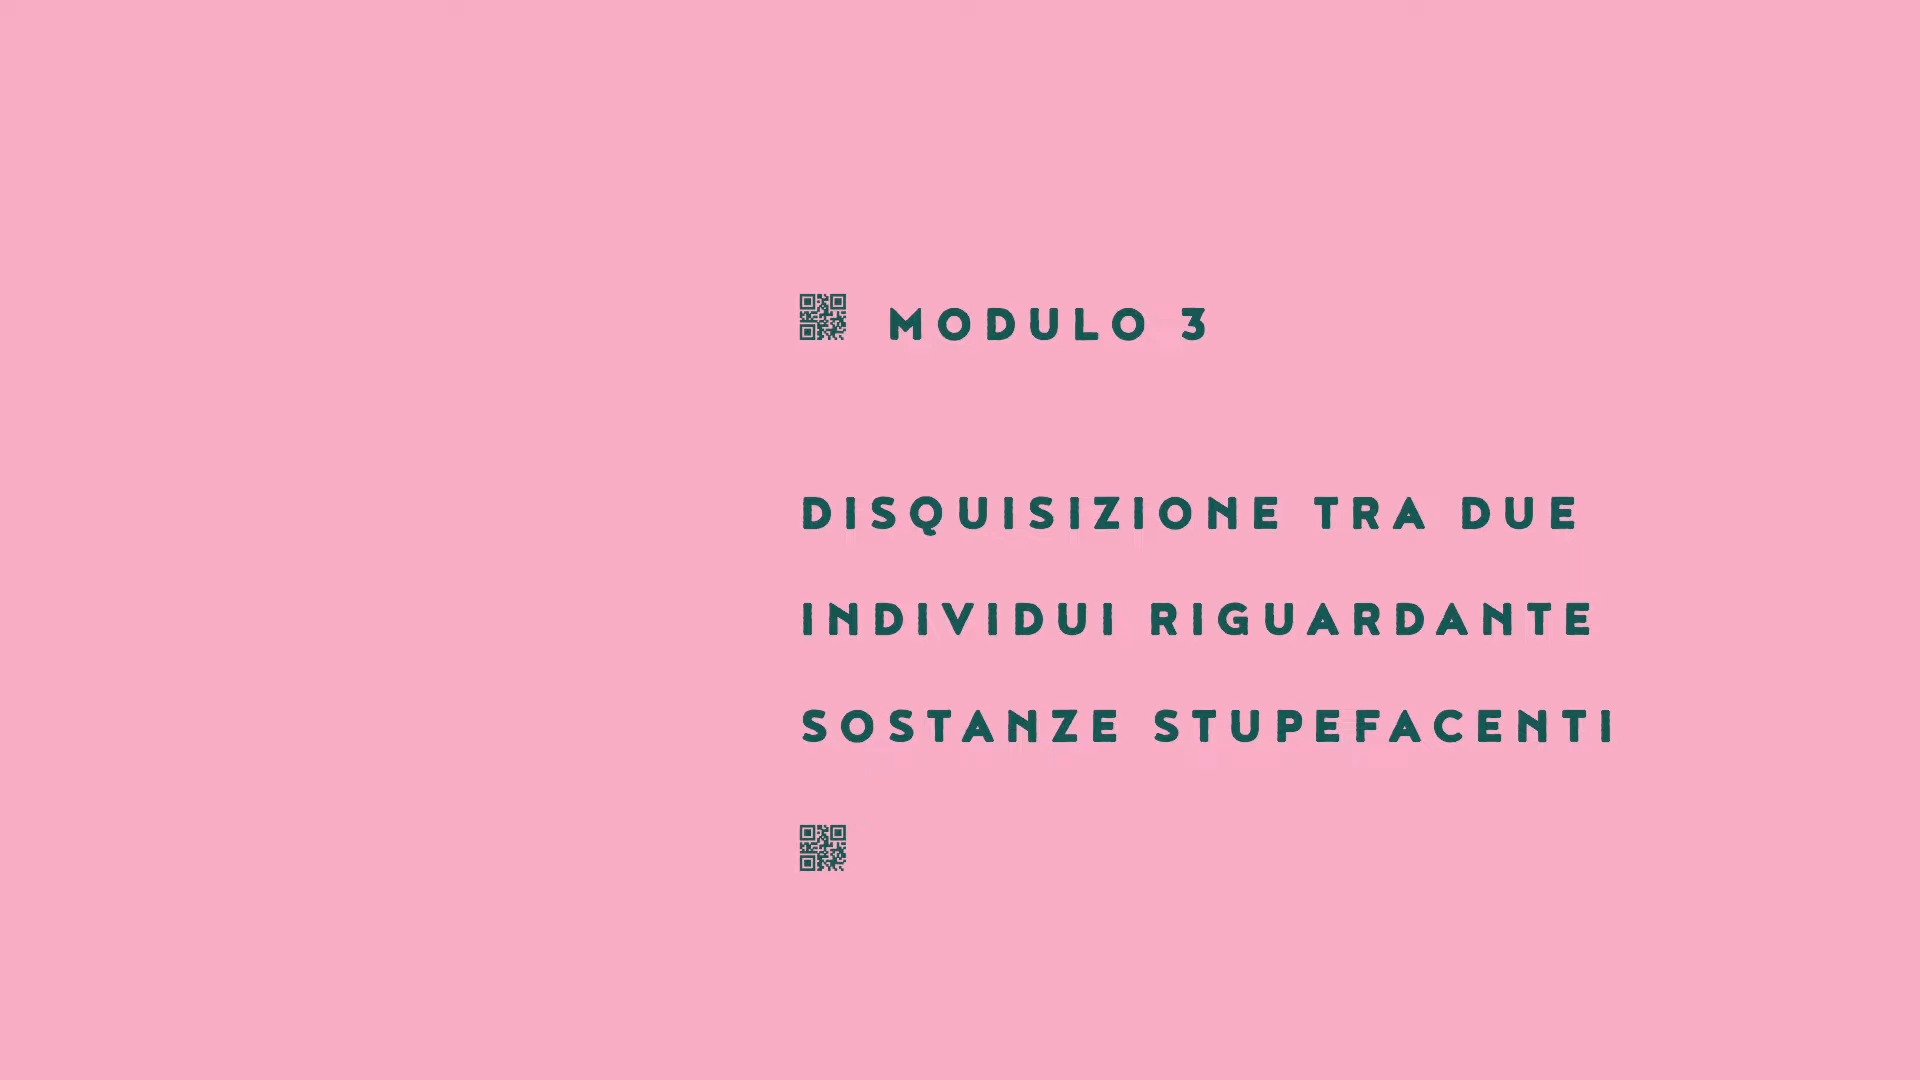 MODULO 3
DISQUISIZIONE TRA DUE
INDIVIDUI RIGUARDANTE
SOSTANZE STUPEFACENTI